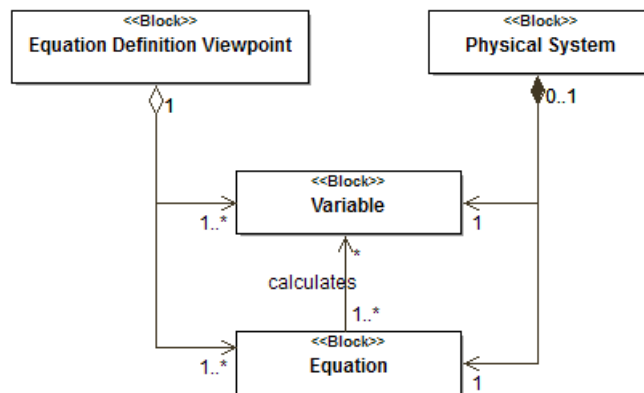 <<Block>>
Equation Definition Viewpoint
<<Block>>
Physical System
1
0..1
<<Block>>
Variable
1..*
1
*
calculates
1..*
<<Block>>
Equation
1..*
1